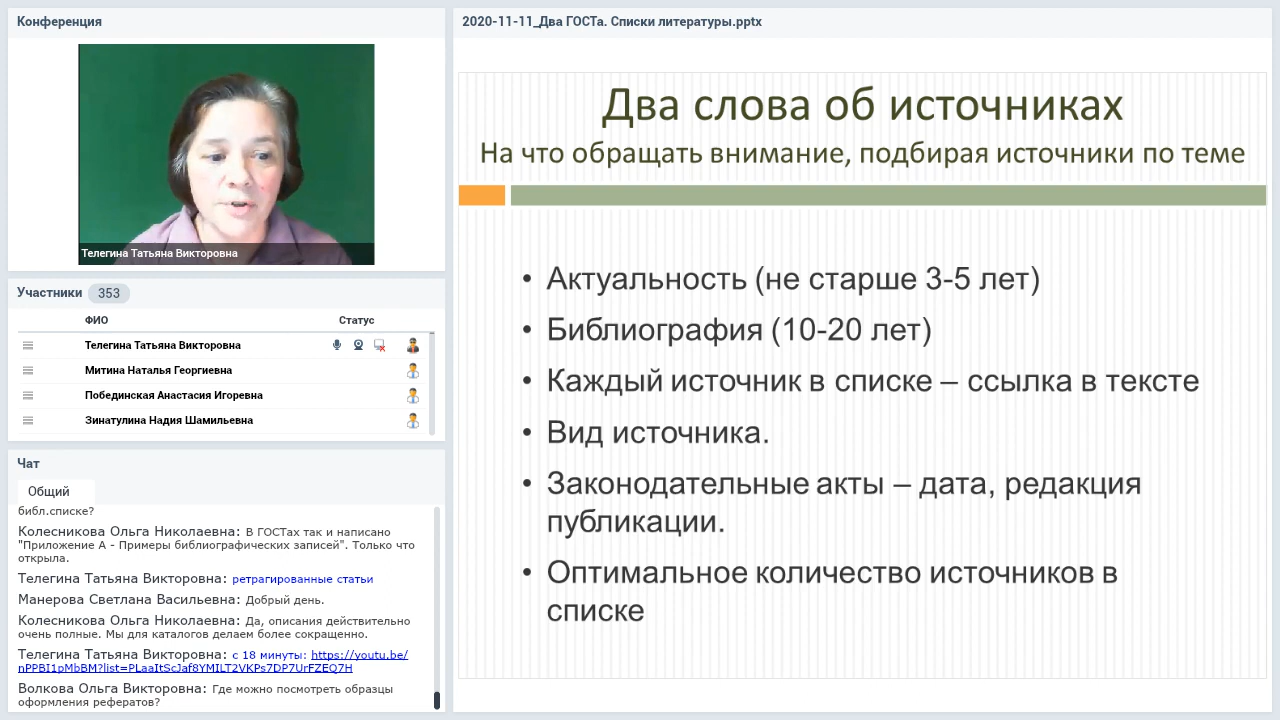 Конференция
Телегина Татьяна Викторовна
Участники 353
ФИО Статус
Телегина Татьяна Викторовна
Митина Наталья Георгиевна
Побединская Анастасия Игоревна
Зинатулина Надия Шамильевна
Чат
Общий
библ.списке?
Колесникова Ольга Николаевна: В ГОСТах так и написано
"Приложение А - Примеры библиографических записей". Только что
открыла.
Телегина Татьяна Викторовна: ретрагированные статьи
Манерова Светлана Васильевна: Добрый день.
Колесникова Ольга Николаевна: Да, описания действительно
очень полные. Мы для каталогов делаем более сокращенно.
Телегина Татьяна Викторовна: с 18 минуты: https://youtu.be/
nPPBI1pMbBM?list=PLaaItScJaf8YMILT2VKPs7DP7UrFZEQ7H
Волкова Ольга Викторовна: Где можно посмотреть образцы
оформления рефератов?
2020-11-11_Два ГОСТа. Списки литературы.pptx
Два слова об источниках
На что обращать внимание, подбирая источники по теме
• Актуальность (не старше 3-5 лет)
• Библиография (10-20 лет)
• Каждый источник в списке – ссылка в тексте
• Вид источника.
• Законодательные акты – дата, редакция
публикации.
• Оптимальное количество источников в
списке